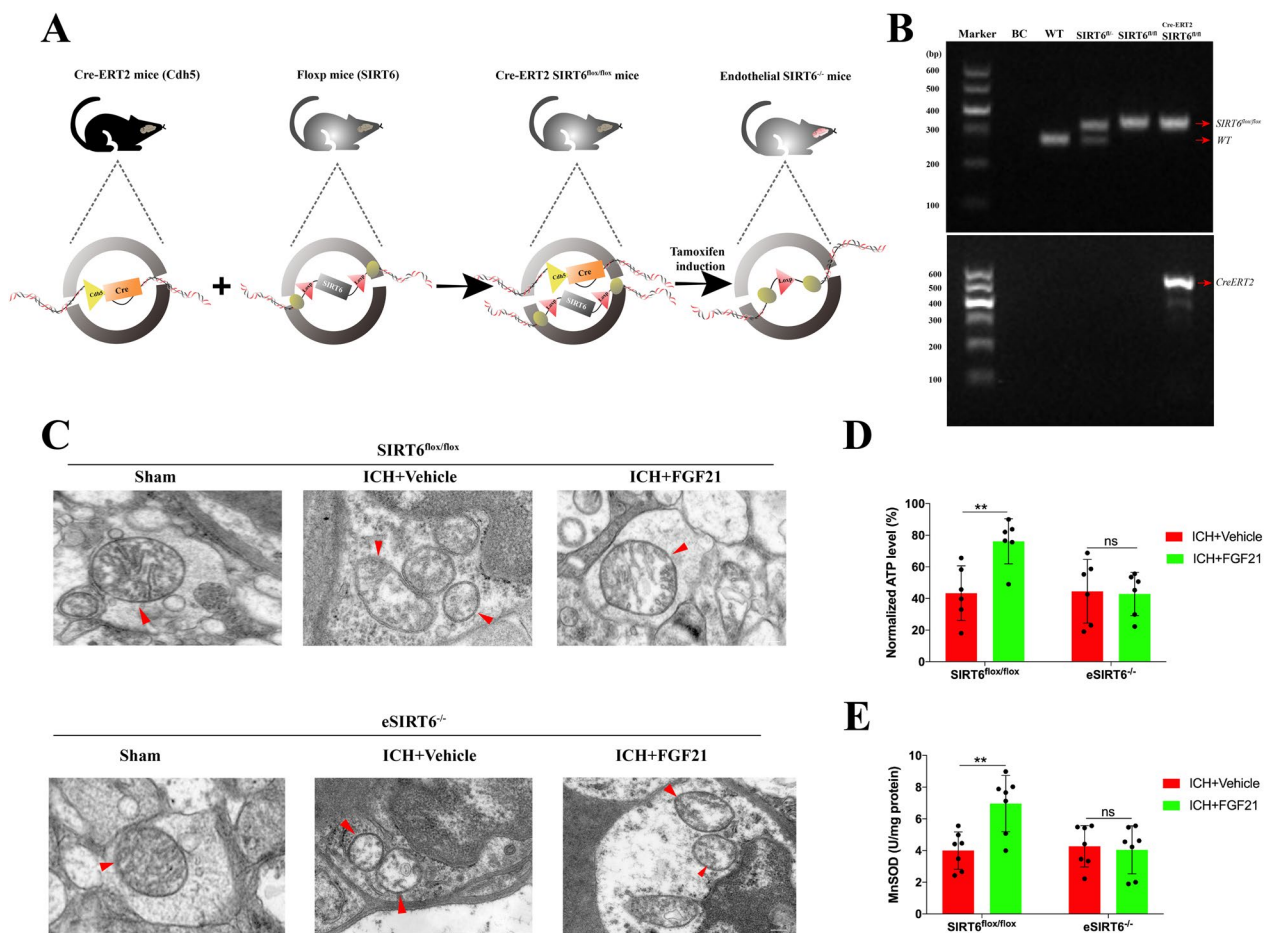 A
Cre-ERT2 mice (Cdh5)
Floxp mice (SIRT6)
Cre-ERT2 SIRT6flox/flox mice
Endothelial SIRT6-/- mice
Cdh5
Cre
+
Loxp
SIRT6
Loxp
Cdh5
Cre
Loxp
SIRT6
Loxp
Tamoxifen
induction
Loxp
B
Marker
BC
WT
SIRT6fl/-
SIRT6fl/fl
Cre-ERT2
SIRT6fl/fl
(bp)
600
500
400
300
200
100
SIRT6flox/flox
WT
600
500
400
300
200
100
CreERT2
C
SIRT6flox/flox
Sham
ICH+Vehicle
ICH+FGF21
eSIRT6-/-
Sham
ICH+Vehicle
ICH+FGF21
D
Normalized ATP level (%)
100
80
60
40
20
0
**
ns
ICH+Vehicle
ICH+FGF21
SIRT6flox/flox
eSIRT6-/-
E
MnSOD (U/mg protein)
10
8
6
4
2
0
**
ns
ICH+Vehicle
ICH+FGF21
SIRT6flox/flox
eSIRT6-/-